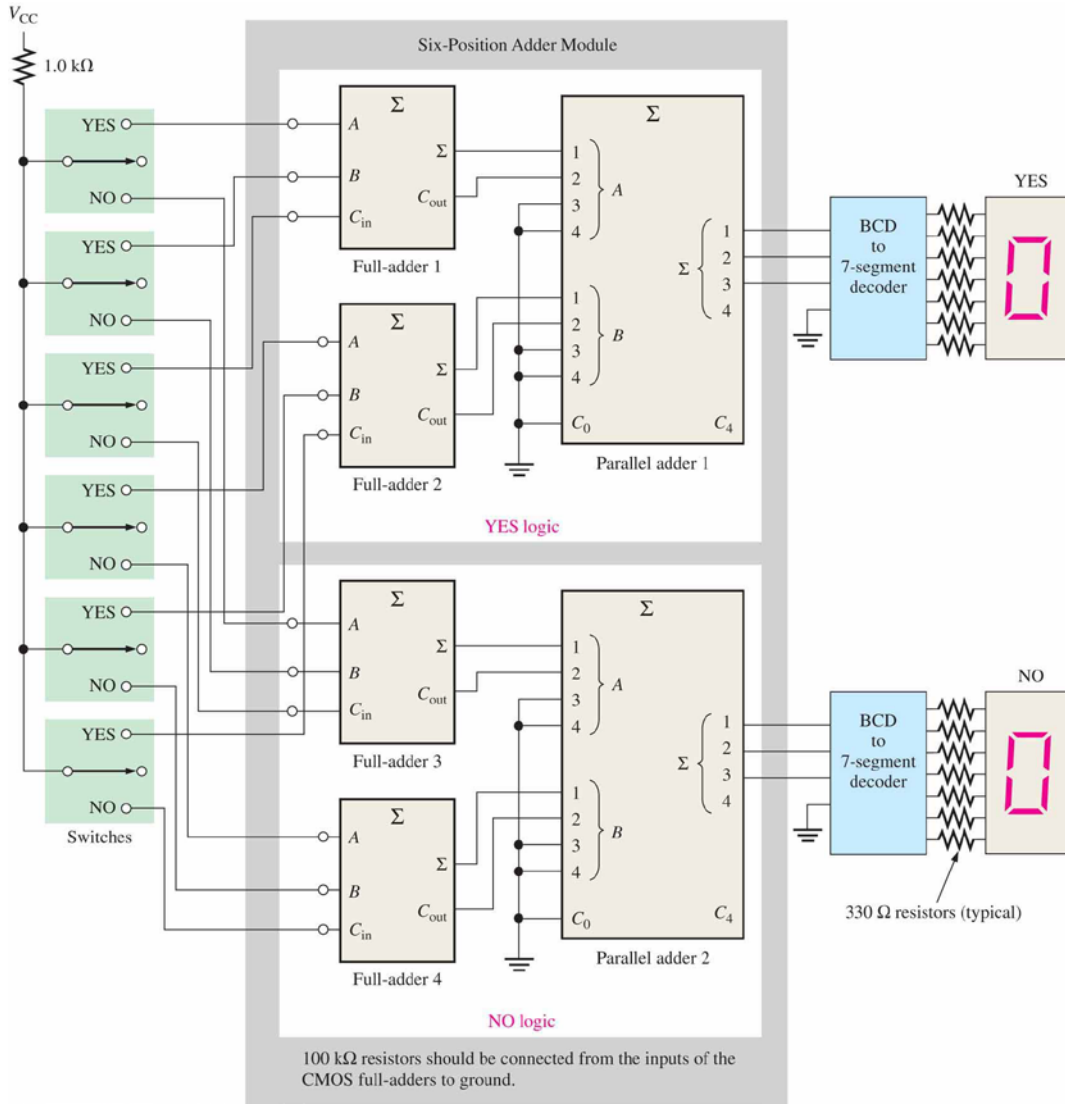 V_CC
1.0 kΩ
YES
NO
YES
NO
YES
NO
YES
NO
YES
NO
YES
NO
Switches
Six-Position Adder Module
Σ
A
B
C_in
Σ
C_out
Full-adder 1
Σ
A
B
C_in
Σ
C_out
Full-adder 2
Σ
1
2
3
4
A
1
2
3
4
B
C_0
Σ
1
2
3
4
C_4
Parallel adder 1
YES logic
BCD
to
7-segment
decoder
YES
0
Σ
A
B
C_in
Σ
C_out
Full-adder 3
Σ
A
B
C_in
Σ
C_out
Full-adder 4
Σ
1
2
3
4
A
1
2
3
4
B
C_0
Σ
1
2
3
4
C_4
Parallel adder 2
NO logic
BCD
to
7-segment
decoder
NO
0
330 Ω resistors (typical)
100 kΩ resistors should be connected from the inputs of the
CMOS full-adders to ground.